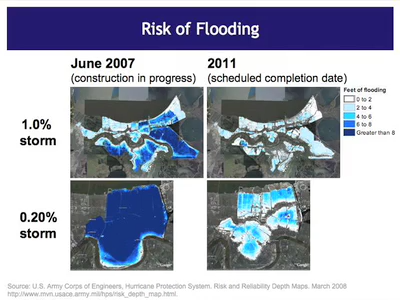 Risk of Flooding
June 2007
(construction in progress)
2011
(scheduled completion date)
Feet of flooding
0 to 2
2 to 4
4 to 6
6 to 8
Greater than 8
1.0%
storm
0.20%
storm
Source: U.S. Army Corps of Engineers, Hurricane Protection System, Risk and Reliability Depth Maps. March 2008
http://www.mvn.usace.army.mil/hps/risk_depth_map.html.